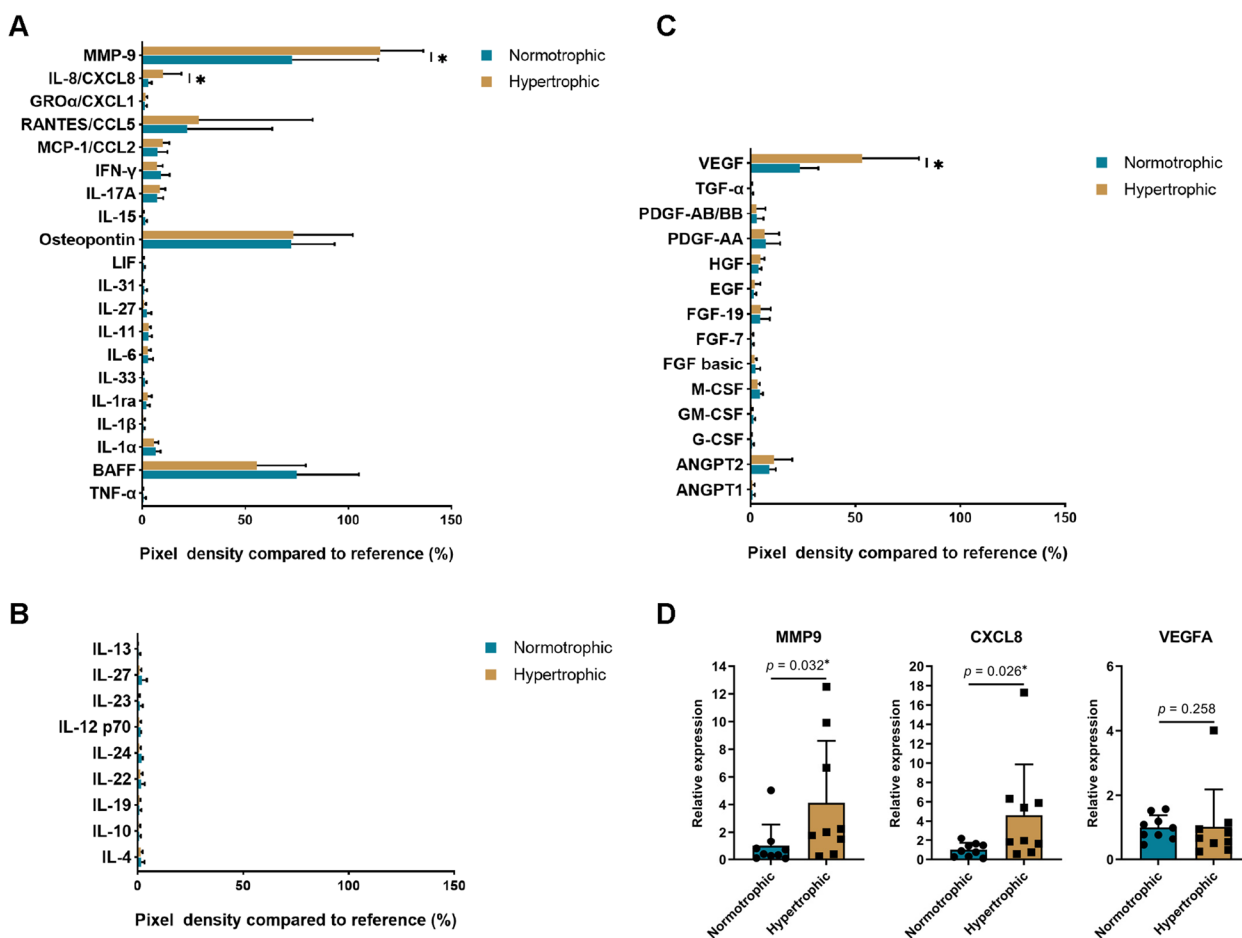 A
MMP-9
IL-8/CXCL8
GROα/CXCL1
RANTES/CCL5
MCP-1/CCL2
IFN-γ
IL-17A
IL-15
Osteopontin
LIF
IL-31
IL-27
IL-11
IL-6
IL-33
IL-1ra
IL-1β
IL-1α
BAFF
TNF-α
*
*
Normotrophic
Hypertrophic
0 50 100 150
Pixel density compared to reference (%)
C
VEGF
TGF-α
PDGF-AB/BB
PDGF-AA
HGF
EGF
FGF-19
FGF-7
FGF basic
M-CSF
GM-CSF
G-CSF
ANGPT2
ANGPT1
*
Normotrophic
Hypertrophic
0 50 100 150
Pixel density compared to reference (%)
B
IL-13
IL-27
IL-23
IL-12 p70
IL-24
IL-22
IL-19
IL-10
IL-4
Normotrophic
Hypertrophic
0 50 100 150
Pixel density compared to reference (%)
D
MMP9
p = 0.032*
Relative expression
14
12
10
8
6
4
2
0
Normotrophic
Hypertrophic
CXCL8
p = 0.026*
Relative expression
20
18
16
14
12
10
8
6
4
2
0
Normotrophic
Hypertrophic
VEGFA
p = 0.258
Relative expression
6
4
2
0
Normotrophic
Hypertrophic